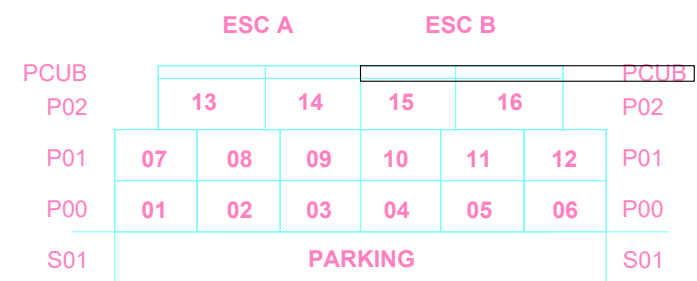 ESC A ESC B
PCUB PCUB
P02 13 14 15 16 P02
P01 07 08 09 10 11 12 P01
P00 01 02 03 04 05 06 P00
S01 PARKING S01